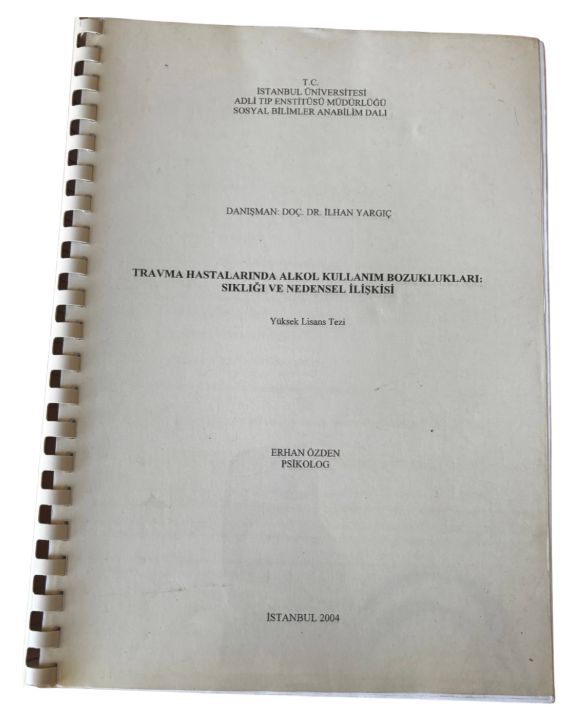 T.C.
İSTANBUL ÜNİVERSİTESİ
ADLİ TIP ENSTİTÜSÜ MÜDÜRLÜĞÜ
SOSYAL BİLİMLER ANABİLİM DALI
DANIŞMAN: DOÇ. DR. İLHAN YARGIÇ
TRAVMA HASTALARINDA ALKOL KULLANIM BOZUKLUKLARI:
SIKLIĞI VE NEDENSEL İLİŞKİSİ
Yüksek Lisans Tezi
ERHAN ÖZDEN
PSİKOLOG
İSTANBUL 2004